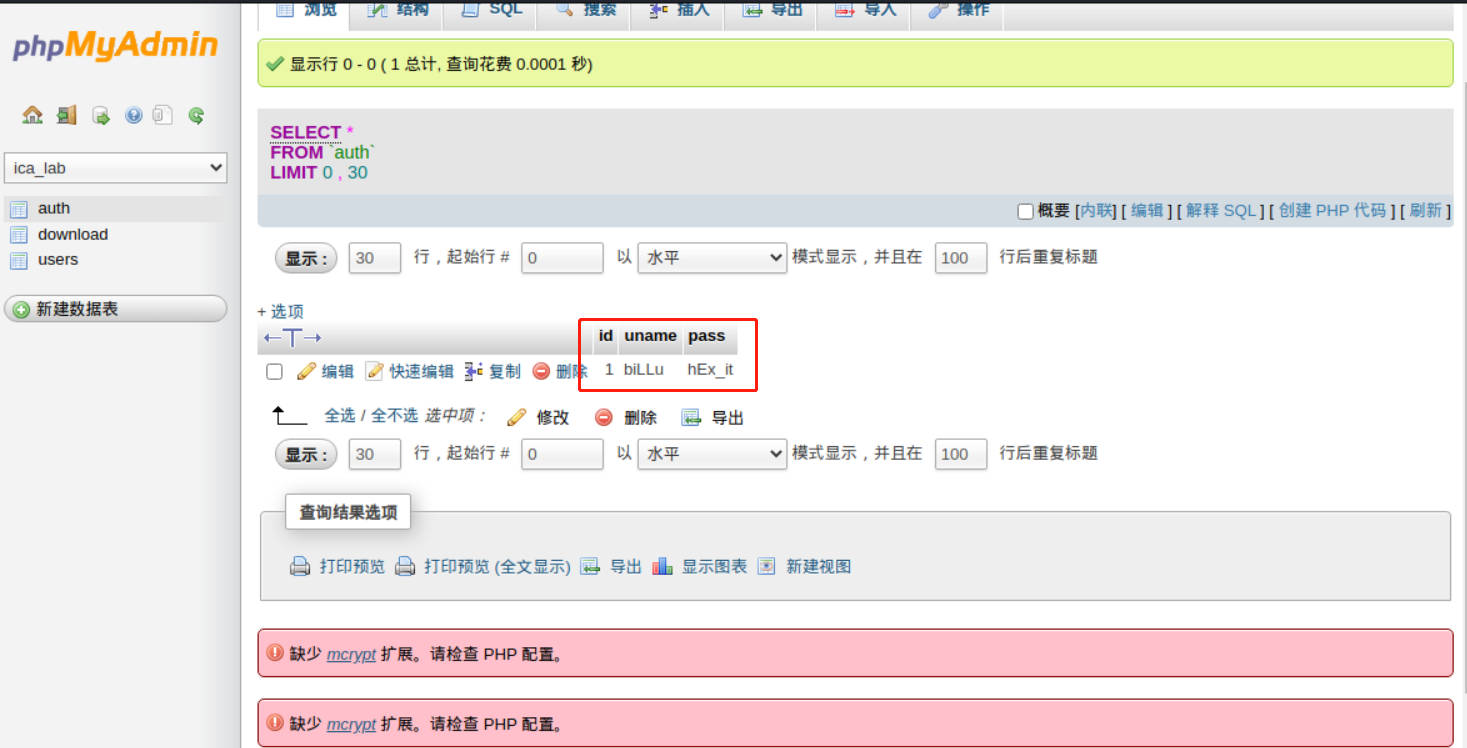 浏览 结构 SQL 搜索 插入 导出 导入 操作
phpMyAdmin
显示行 0 - 0 ( 1 总计, 查询花费 0.0001 秒)
SELECT *
FROM `auth`
LIMIT 0 , 30
ica_lab
auth
download
users
新建数据表
概要 [内联] [ 编辑 ] [ 解释 SQL ] [ 创建 PHP 代码 ] [ 刷新 ]
显示 : 30 行 , 起始行 # 0 以 水平 模式显示 , 并且在 100 行后重复标题
+ 选项
←T→ id uname pass
编辑 快速编辑 复制 删除 1 biLLu hEx_it
全选 / 全不选 选中项 : 修改 删除 导出
显示 : 30 行 , 起始行 # 0 以 水平 模式显示 , 并且在 100 行后重复标题
查询结果选项
打印预览 打印预览 (全文显示) 导出 显示图表 新建视图
缺少 mcrypt 扩展。请检查 PHP 配置。
缺少 mcrypt 扩展。请检查 PHP 配置。